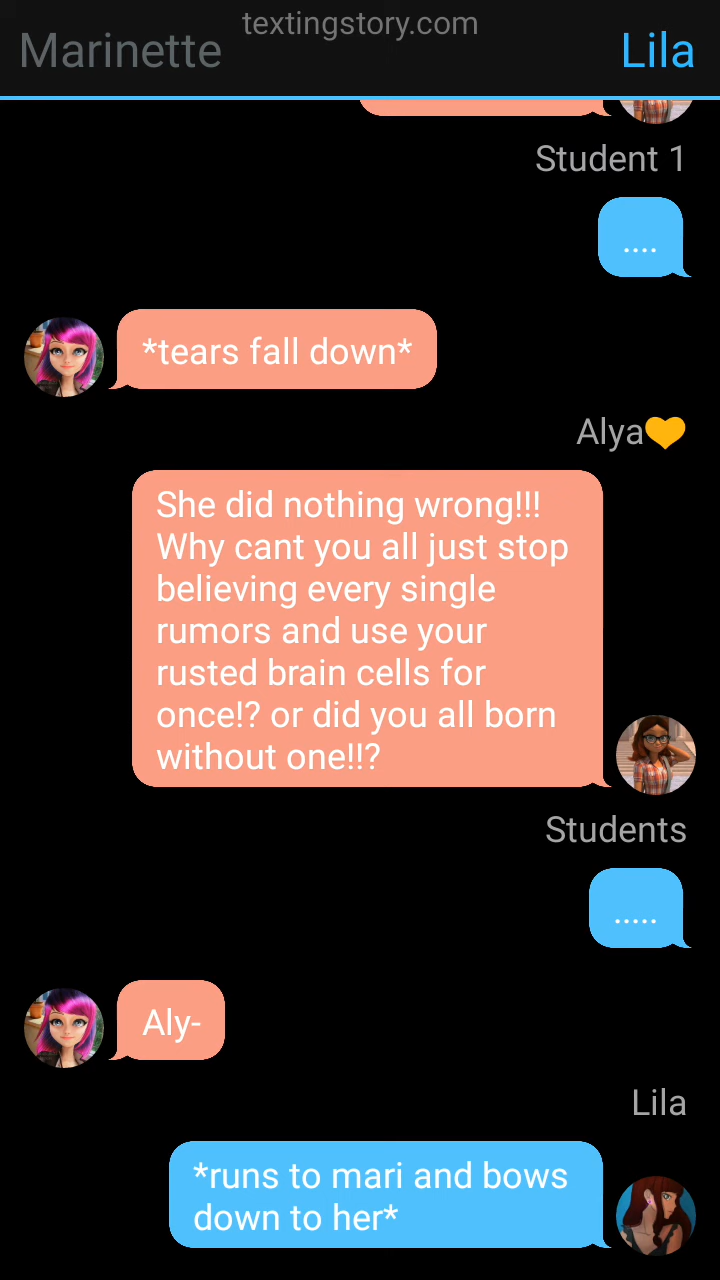 textingstory.com
Marinette
Lila
Student 1
....
*tears fall down*
Alya🧡
She did nothing wrong!!!
Why cant you all just stop
believing every single
rumors and use your
rusted brain cells for
once!? or did you all born
without one!!?
Students
.....
Aly-
Lila
*runs to mari and bows
down to her*